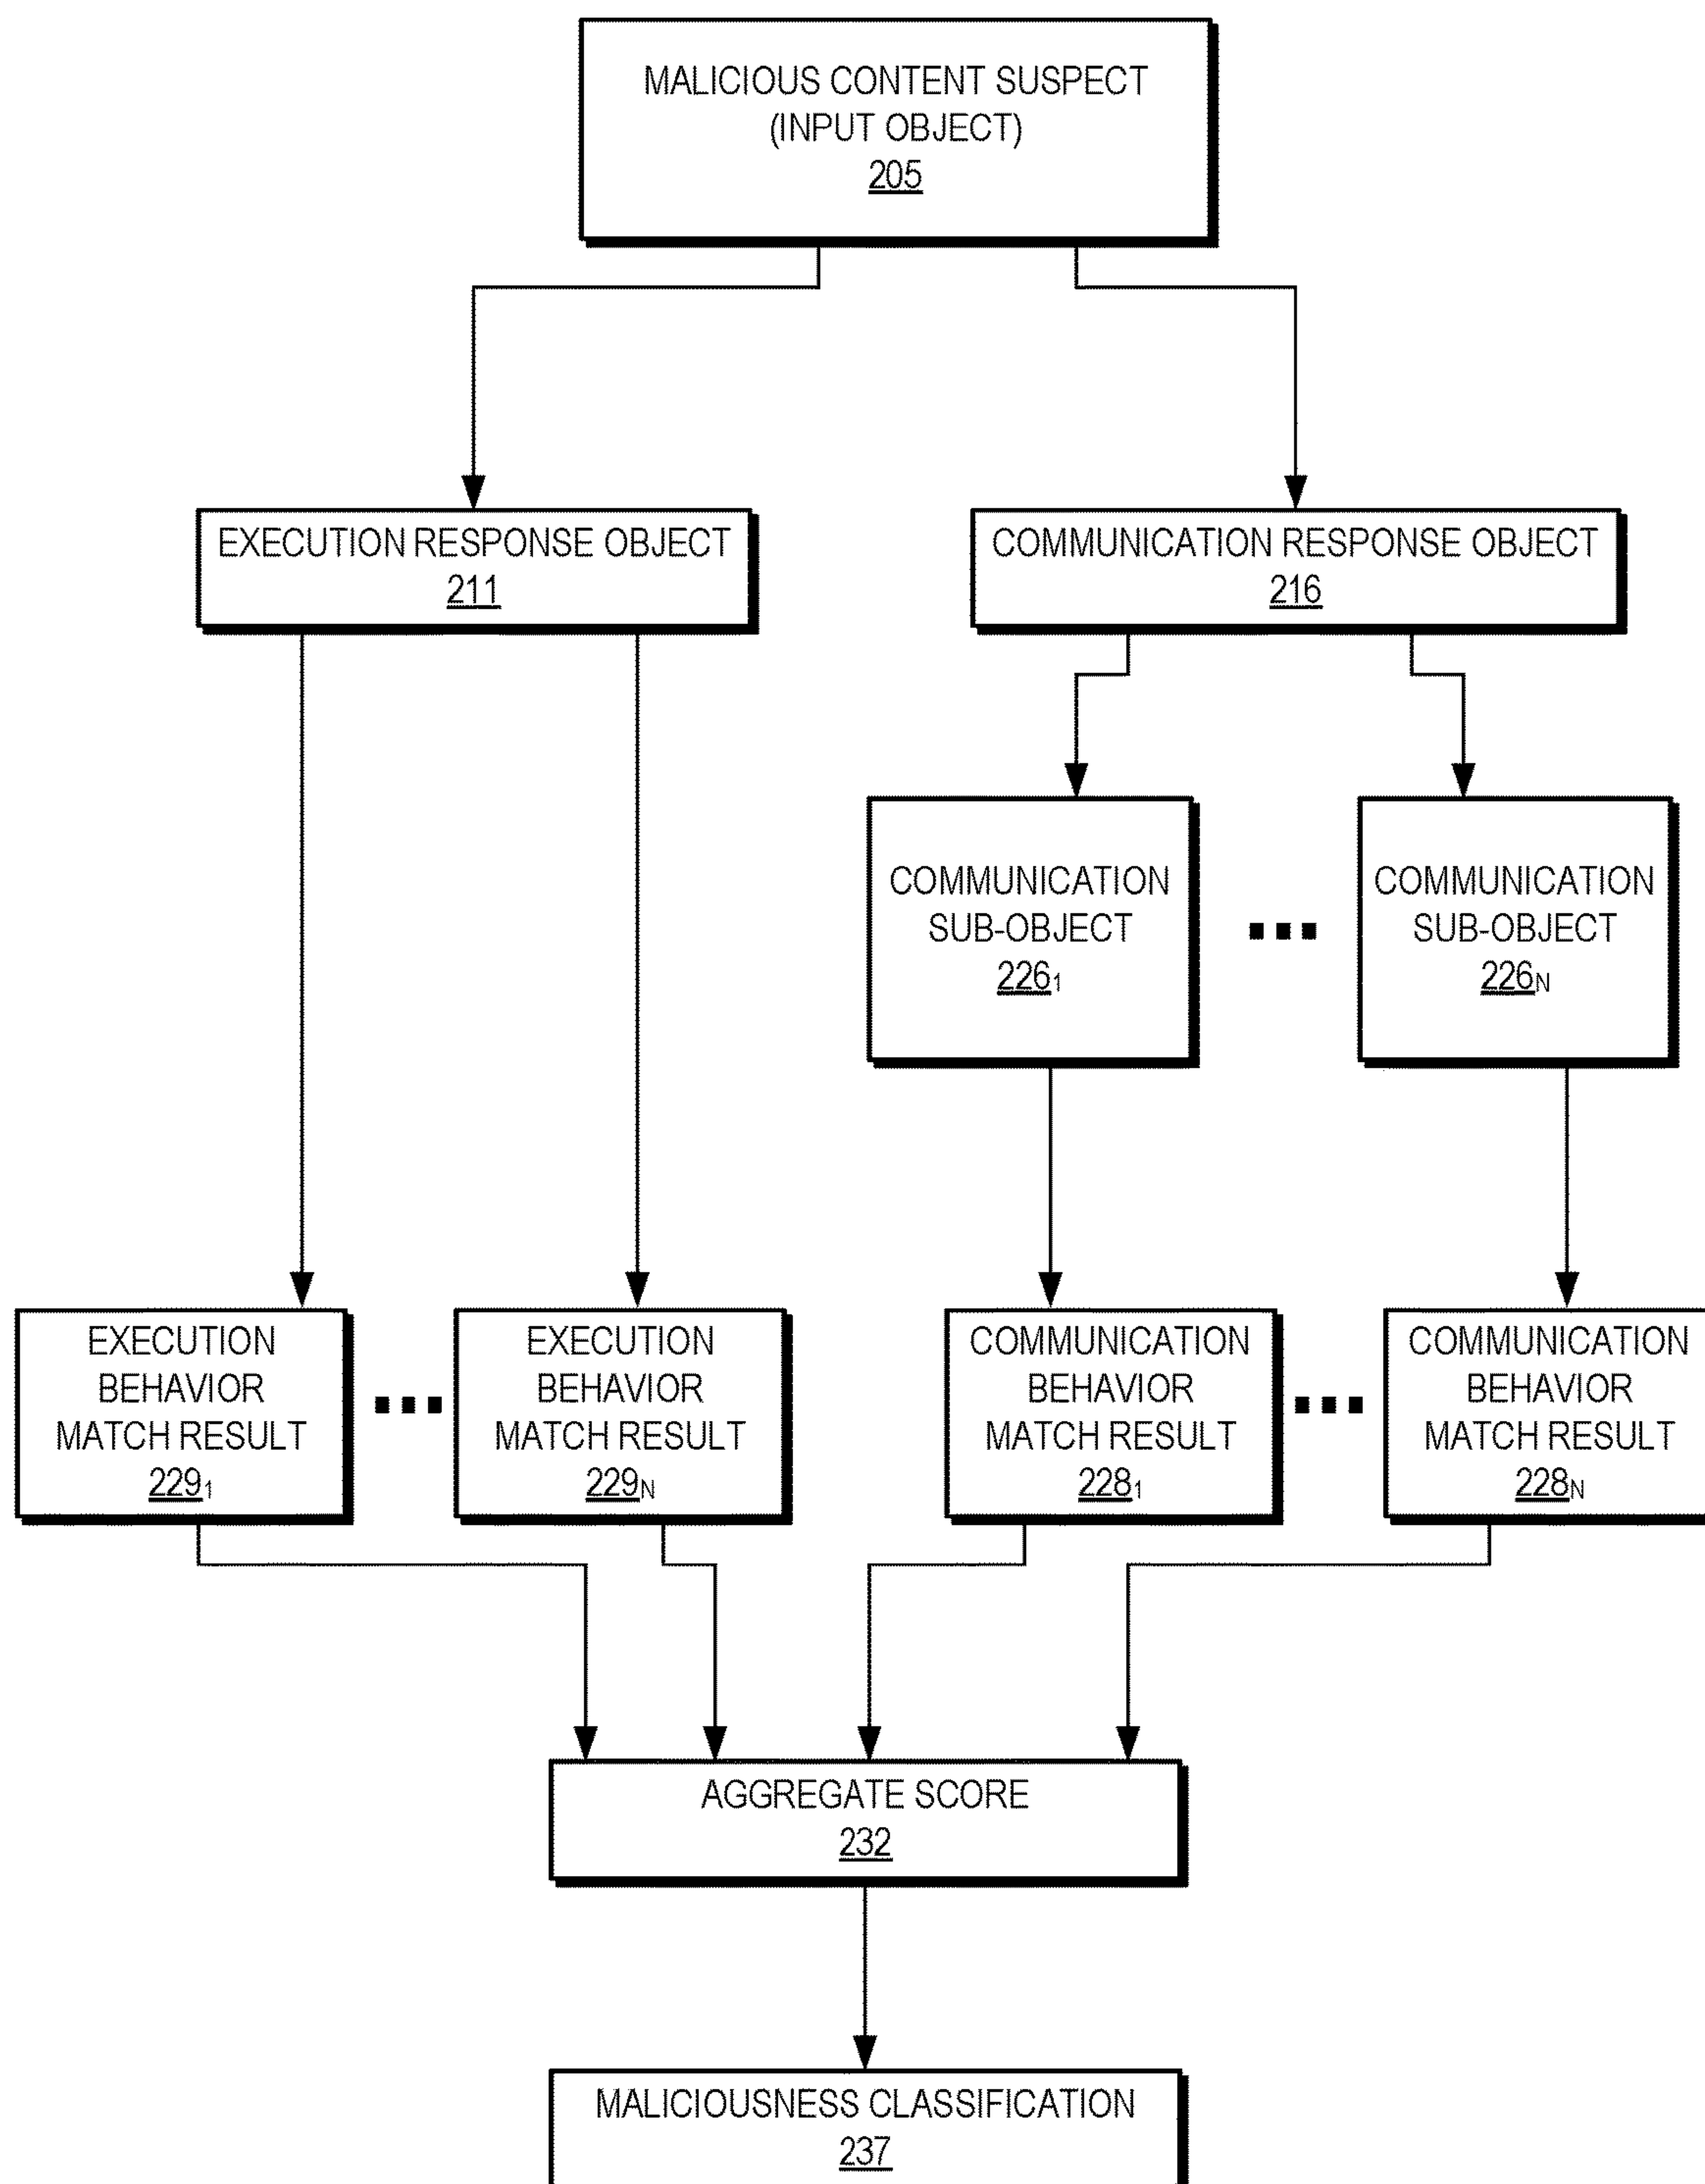 MALICIOUS CONTENT SUSPECT
(INPUT OBJECT)
205
EXECUTION RESPONSE OBJECT
211
COMMUNICATION RESPONSE OBJECT
216
COMMUNICATION
SUB-OBJECT
226₁
COMMUNICATION
SUB-OBJECT
226N
EXECUTION
BEHAVIOR
MATCH RESULT
229₁
EXECUTION
BEHAVIOR
MATCH RESULT
229N
COMMUNICATION
BEHAVIOR
MATCH RESULT
228₁
COMMUNICATION
BEHAVIOR
MATCH RESULT
228N
AGGREGATE SCORE
232
MALICIOUSNESS CLASSIFICATION
237